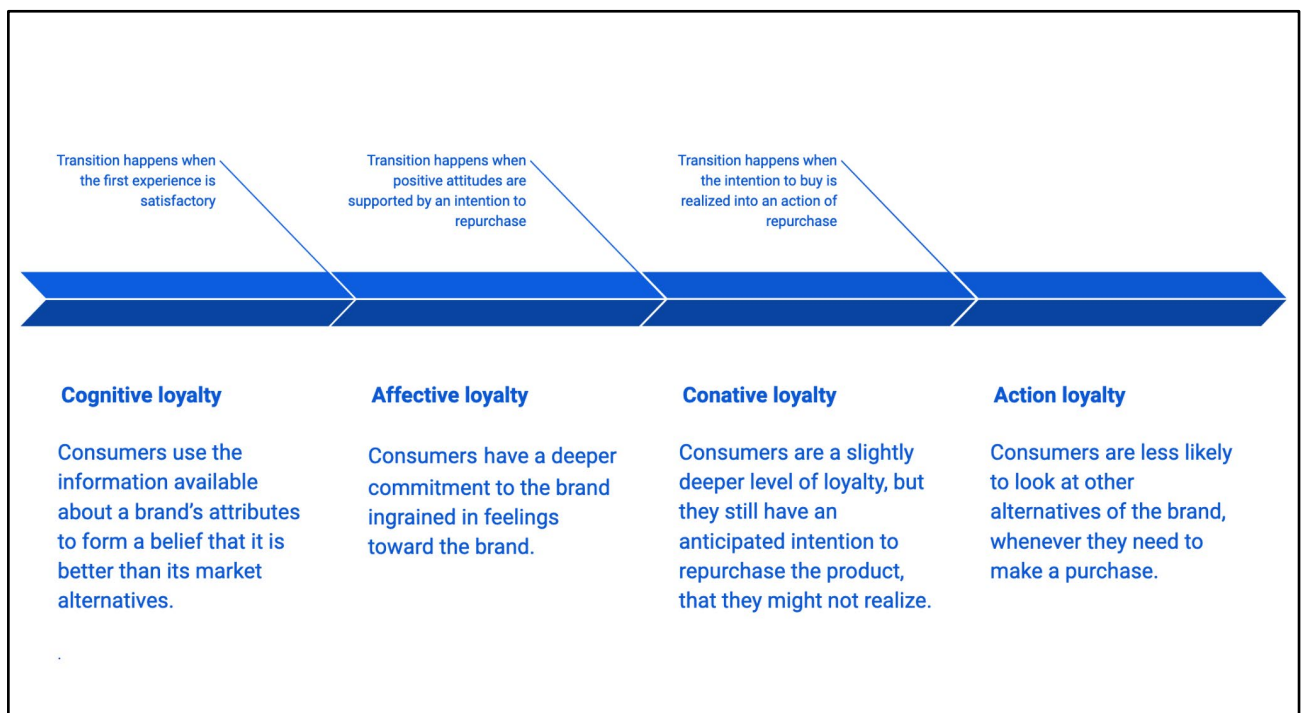 Transition happens when
the first experience is
satisfactory
Transition happens when
positive attitudes are
supported by an intention to
repurchase
Transition happens when
the intention to buy is
realized into an action of
repurchase
Cognitive loyalty
Consumers use the
information available
about a brand's attributes
to form a belief that it is
better than its market
alternatives.
.
Affective loyalty
Consumers have a deeper
commitment to the brand
ingrained in feelings
toward the brand.
Conative loyalty
Consumers are a slightly
deeper level of loyalty, but
they still have an
anticipated intention to
repurchase the product,
that they might not realize.
Action loyalty
Consumers are less likely
to look at other
alternatives of the brand,
whenever they need to
make a purchase.